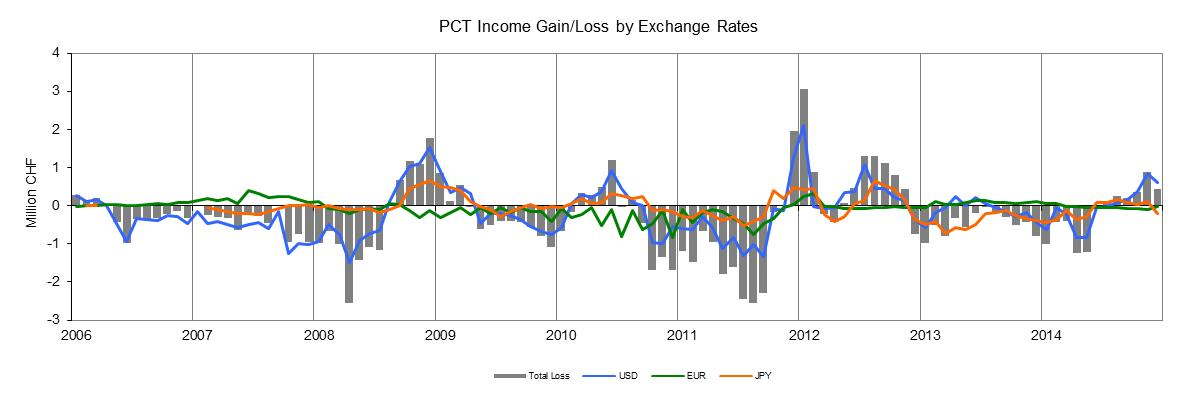 PCT Income Gain/Loss by Exchange Rates
4
3
2
1
0
-1
-2
-3
Million CHF
2006 2007 2008 2009 2010 2011 2012 2013 2014
Total Loss USD EUR JPY